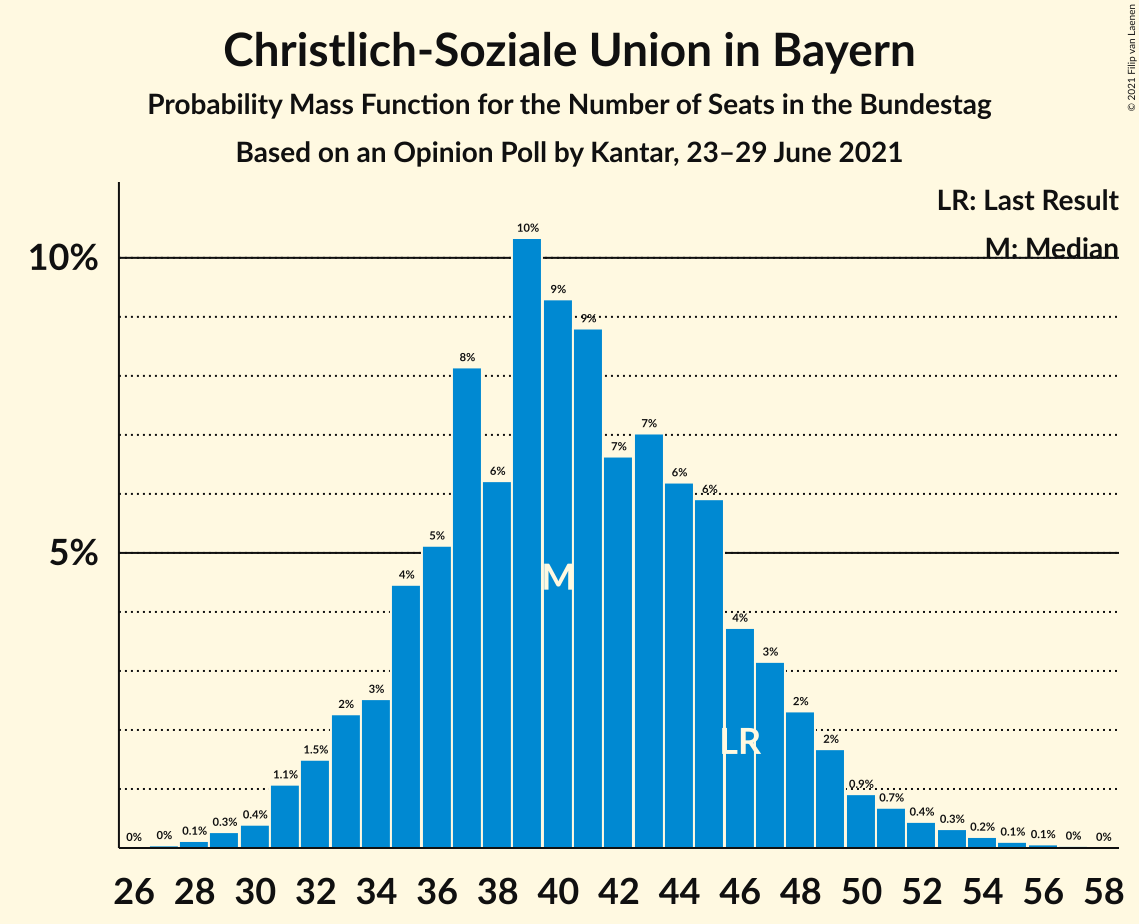 Christlich-Soziale Union in Bayern
Probability Mass Function for the Number of Seats in the Bundestag
Based on an Opinion Poll by Kantar, 23–29 June 2021
© 2021 Filip van Laenen
LR: Last Result
M: Median
10%
5%
0% 0% 0.1% 0.3% 0.4% 1.1% 1.5% 2% 3% 4% 5% 8% 6% 10% 9% 9% 7% 7% 6% 6% 4% 3% 2% 2% 0.9% 0.7% 0.4% 0.3% 0.2% 0.1% 0.1% 0% 0%
M
LR
26 28 30 32 34 36 38 40 42 44 46 48 50 52 54 56 58